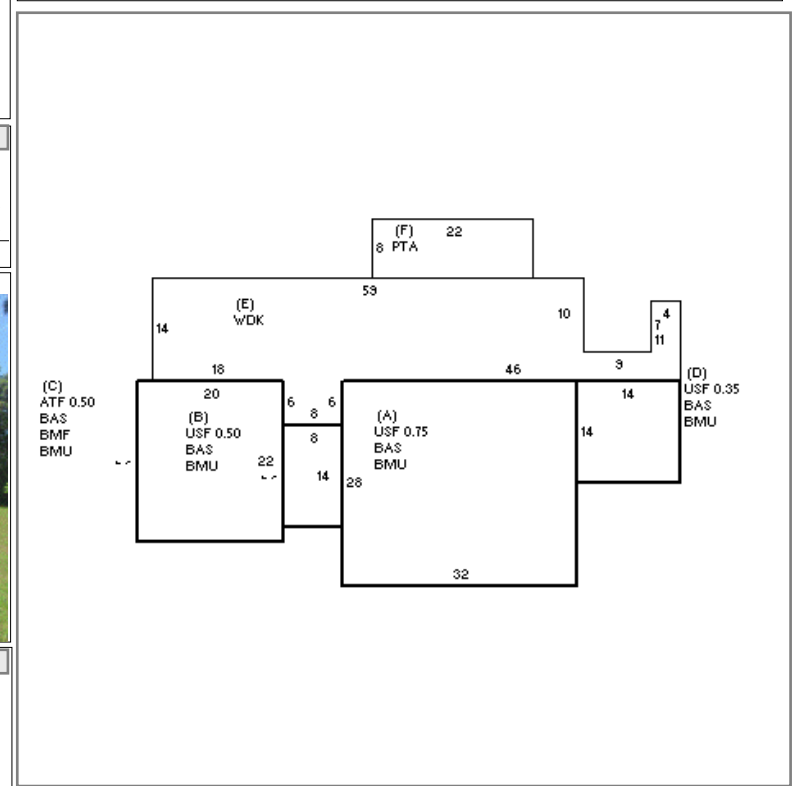 (F) 22
8 PTA
59
(E)
WDK
10
4
7
11
14
18
46
9
(D)
USF 0.35
BAS
BMU
(C)
ATF 0.50
BAS
BMF
BMU
20
14
(B)
USF 0.50
BAS
BMU
6 8 6
(A)
USF 0.75
BAS
BMU
14
8
22
14
28
32